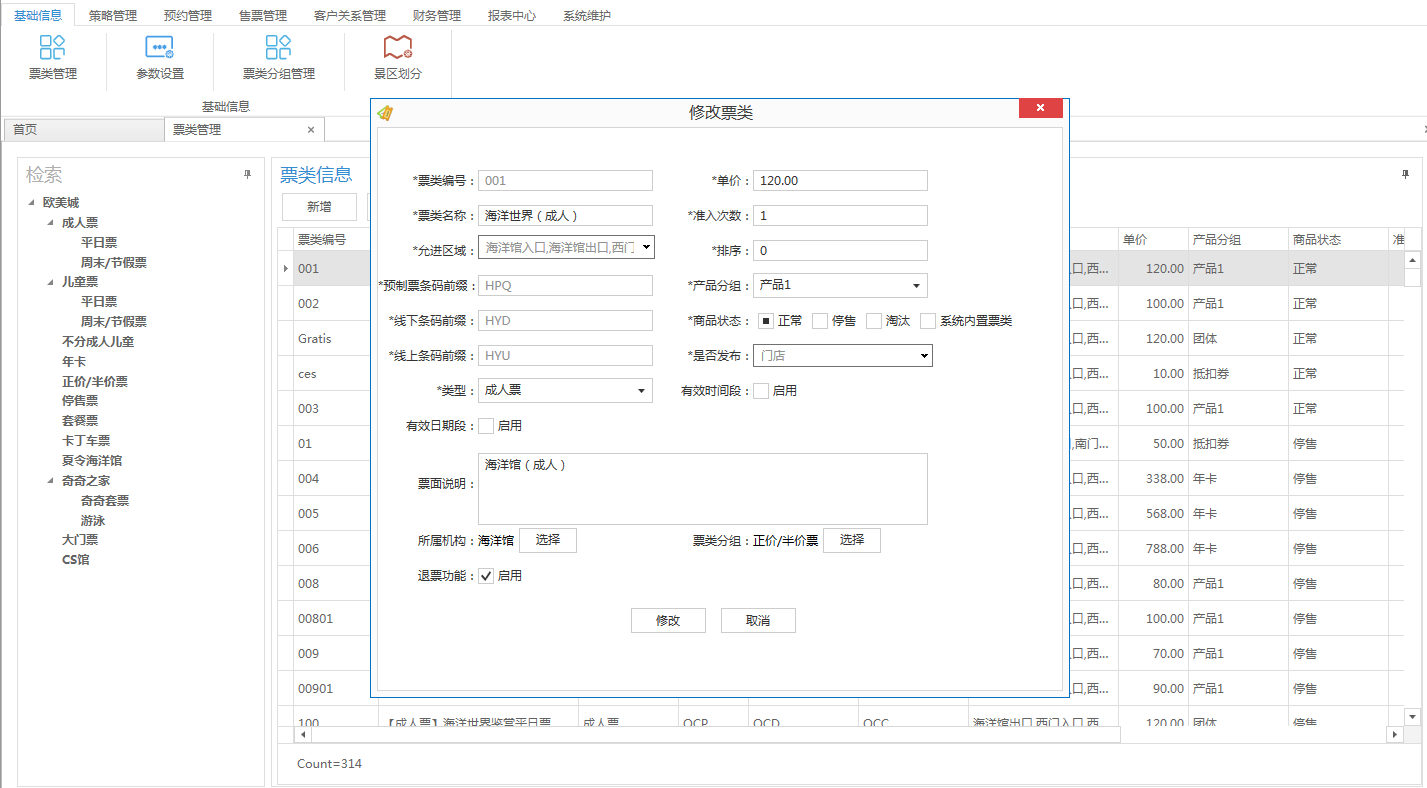 基础信息 策略管理 预约管理 售票管理 客户关系管理 财务管理 报表中心 系统维护
票类管理 参数设置 票类分组管理 景区划分
基础信息
首页 票类管理
检索
欧美城
成人票
平日票
周末/节假票
儿童票
平日票
周末/节假票
不分成人儿童
年卡
正价/半价票
停售票
套餐票
卡丁车票
夏令海洋馆
奇奇之家
奇奇套票
游泳
大门票
CS馆
票类信息
新增
票类编号 单价 产品分组 商品状态 准
001 口,西... 120.00 产品1 正常
002 口,西... 100.00 产品1 正常
Gratis 口,西... 120.00 团体 正常
ces 口,西... 10.00 抵扣券 正常
003 口,西... 100.00 产品1 正常
01 ,南门... 50.00 抵扣券 停售
004 口,西... 338.00 年卡 停售
005 口,西... 568.00 年卡 停售
006 口,西... 788.00 年卡 停售
008 口,西... 80.00 产品1 停售
00801 口,西... 100.00 产品1 停售
009 口,西... 70.00 产品1 停售
00901 口,西... 90.00 产品1 停售
100 【成人票】海洋世界鉴赏平日票 成人票 OCP OCD OCC 海洋馆出口,西门入口,西... 120.00 团体 停售
Count=314
修改票类
*票类编号： 001 *单价： 120.00
*票类名称： 海洋世界（成人） *准入次数： 1
*允进区域： 海洋馆入口,海洋馆出口,西门 *排序： 0
*预制票条码前缀： HPQ *产品分组： 产品1
*线下条码前缀： HYD *商品状态： 正常 停售 淘汰 系统内置票类
*线上条码前缀： HYU *是否发布： 门店
*类型： 成人票 有效时间段： 启用
有效日期段： 启用
票面说明： 海洋馆（成人）
所属机构： 海洋馆 选择 票类分组： 正价/半价票 选择
退票功能： 启用
修改 取消